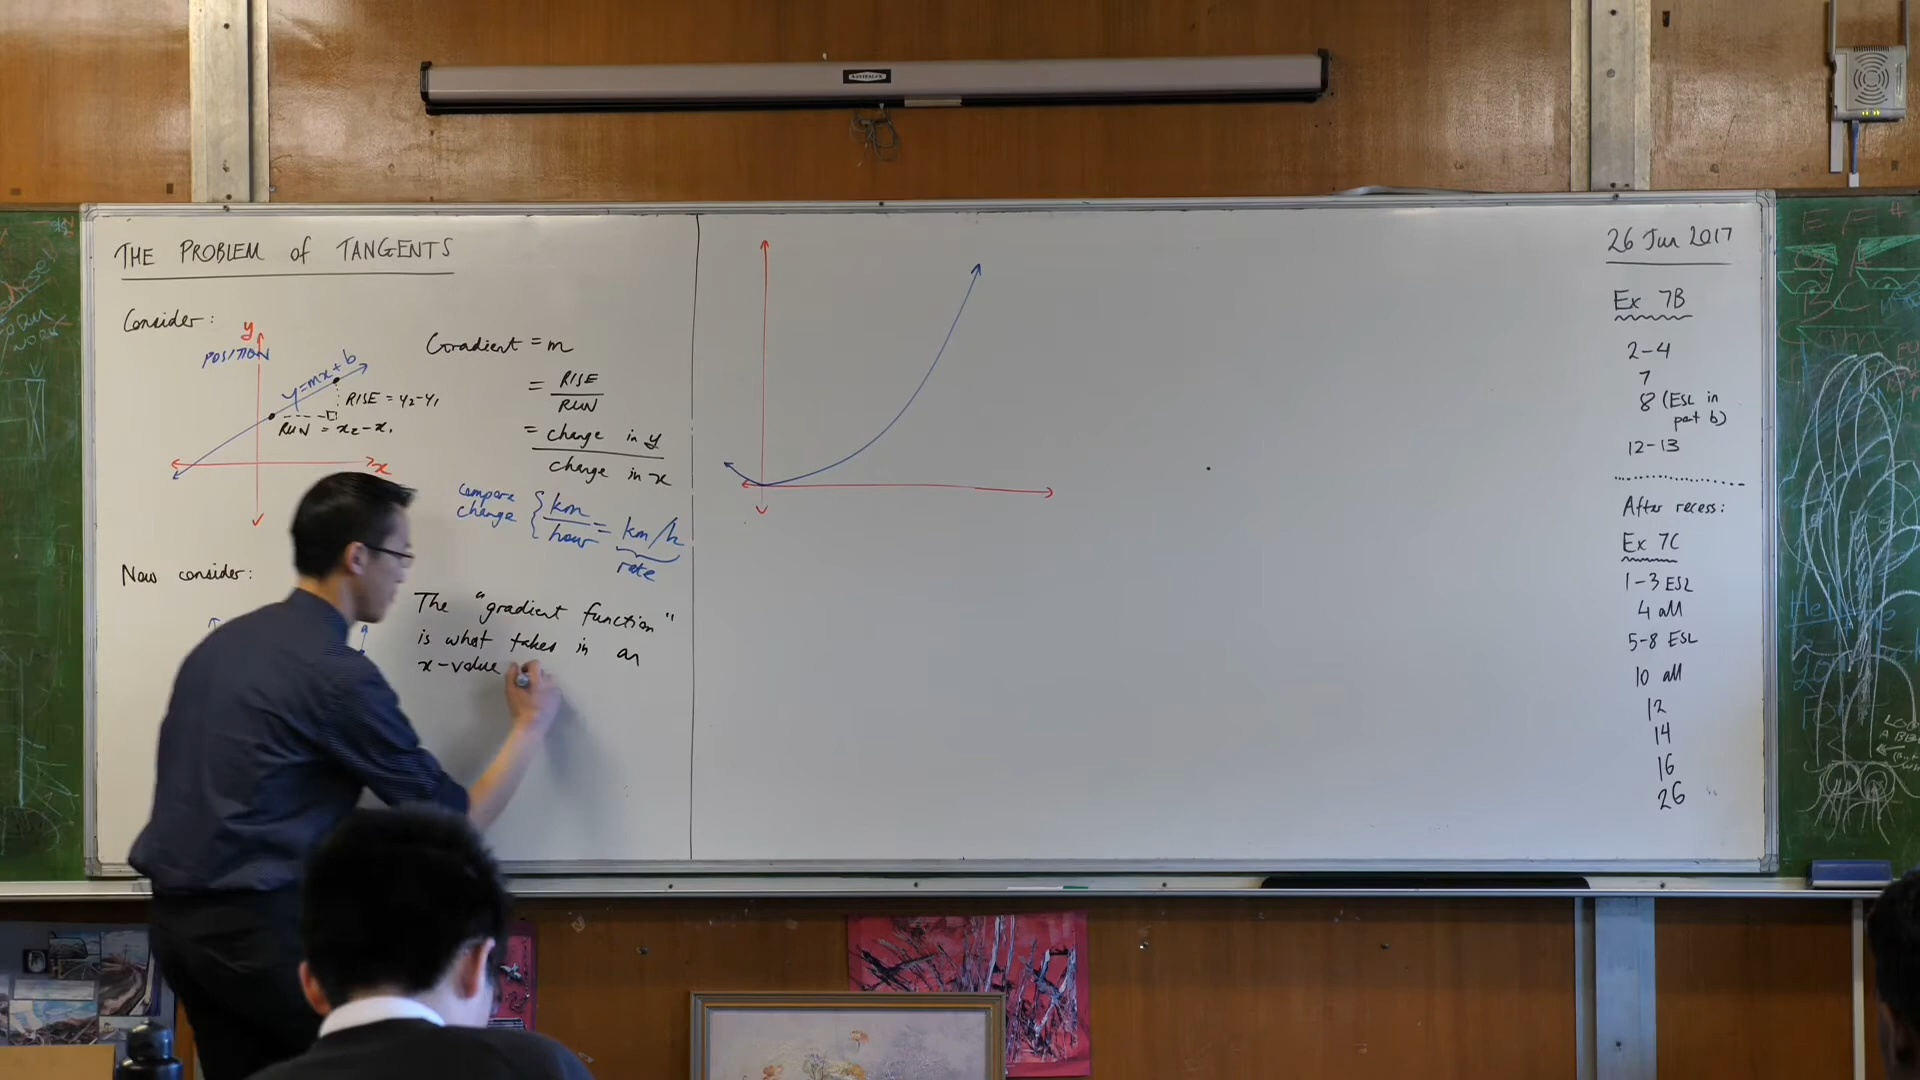 THE PROBLEM of TANGENTS
Consider:
y
POSITION
y=mx+b
RISE = y₂-y₁
RUN = x₂-x₁
x
Gradient = m
= RISE
RUN
= change in y
change in x
compare
change
km
hour
= km/h
rate
Now consider:
The "gradient function"
is what takes in an
x-value
26 Jun 2017
Ex 7B
2-4
7
8 (ESL in
part b)
12-13
After recess:
Ex 7C
1-3 ESL
4 all
5-8 ESL
10 all
12
14
16
26